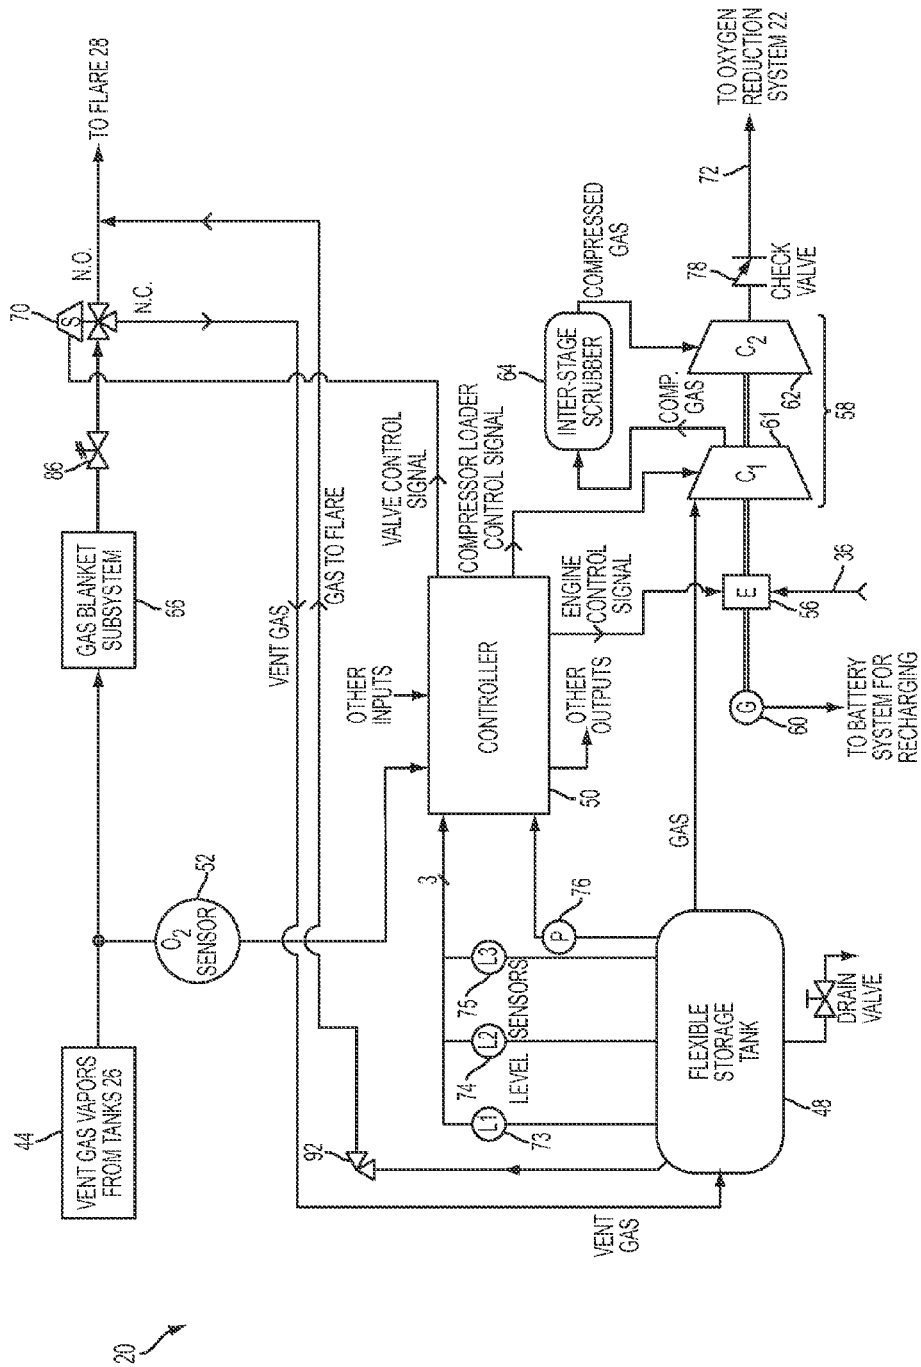 20
44
VENT GAS VAPORS
FROM TANKS 26
O2
SENSOR
52
GAS BLANKET
SUBSYSTEM
66
86
70
S
N.O.
N.C.
TO FLARE 28
VENT GAS
GAS TO FLARE
92
VALVE CONTROL
SIGNAL
COMPRESSOR LOADER
CONTROL SIGNAL
OTHER
INPUTS
CONTROLLER
50
OTHER
OUTPUTS
ENGINE
CONTROL
SIGNAL
3
L1
73
L2
74
L3
75
LEVEL SENSORS
P
76
VENT
GAS
FLEXIBLE
STORAGE
TANK
48
DRAIN
VALVE
GAS
G
60
TO BATTERY
SYSTEM FOR
RECHARGING
E
56
36
C1
61
C2
62
58
COMP.
GAS
64
INTER-STAGE
SCRUBBER
COMPRESSED
GAS
78
CHECK
VALVE
72
TO OXYGEN
REDUCTION
SYSTEM 22